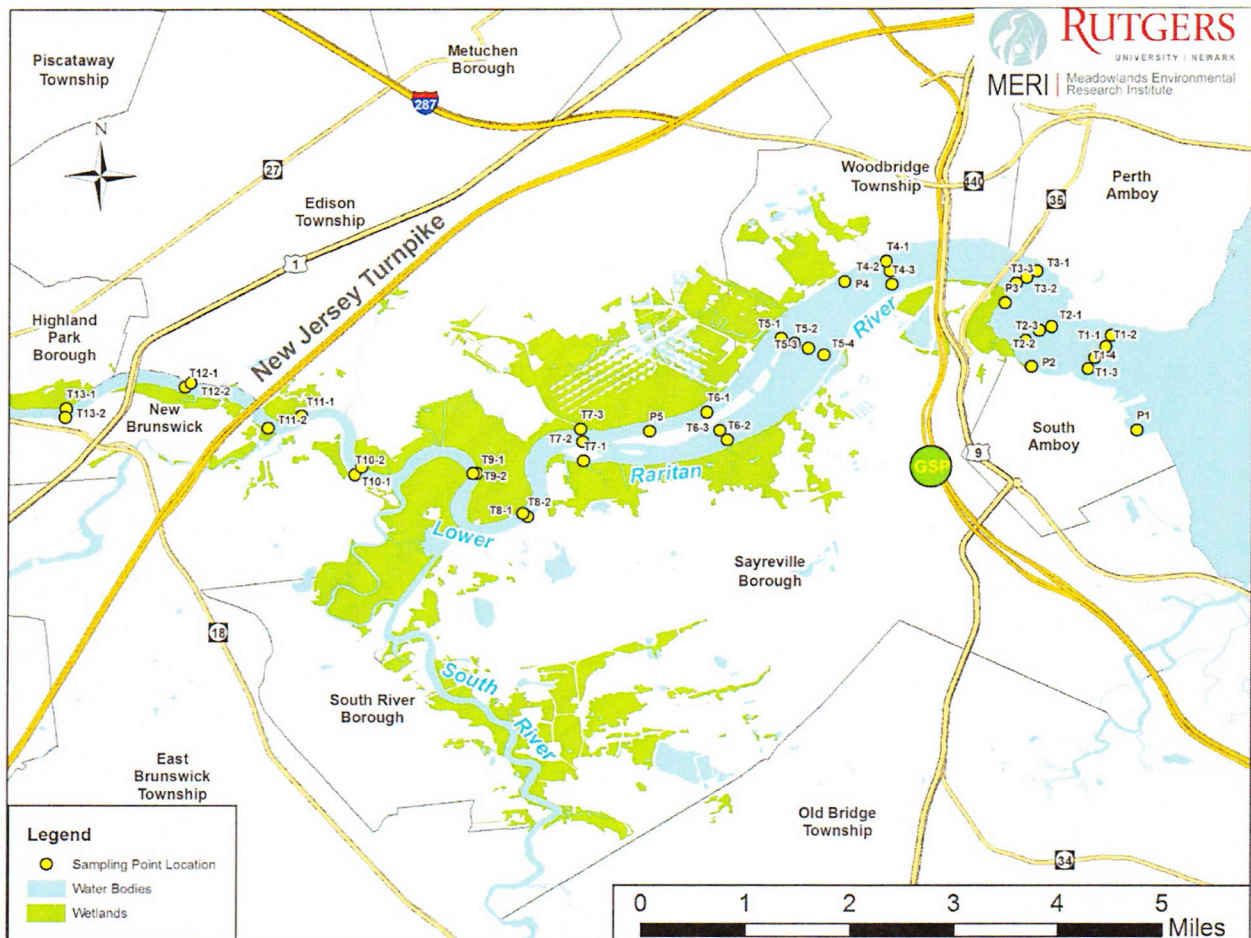 RUTGERS
UNIVERSITY | NEWARK
MERI | Meadowlands Environmental
Research Institute
Piscataway
Township
Metuchen
Borough
287
N
27
Edison
Township
1
New Jersey Turnpike
Woodbridge
Township
440
35
Perth
Amboy
Highland
Park
Borough
New
Brunswick
T13-1
T13-2
T12-1
T12-2
T11-1
T11-2
T10-2
T10-1
T9-1
T9-2
T8-1
T8-2
T7-3
T7-2
T7-1
P5
T6-1
T6-3
T6-2
T5-1
T5-2
T5-3
T5-4
P4
T4-1
T4-2
T4-3
T3-3
T3-1
P3
T3-2
T2-1
T2-3
T2-2
P2
T1-1
T1-2
T1-4
T1-3
P1
River
Raritan
Lower
South
River
GSP
9
South
Amboy
Sayreville
Borough
18
South River
Borough
East
Brunswick
Township
Old Bridge
Township
34
Legend
Sampling Point Location
Water Bodies
Wetlands
0 1 2 3 4 5
Miles